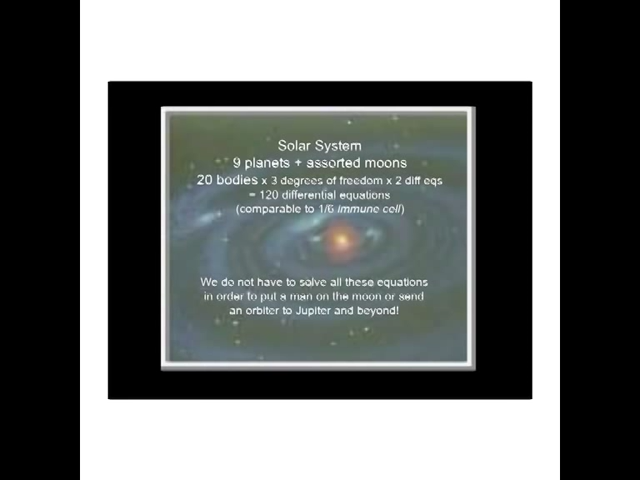 Solar System
9 planets + assorted moons
20 bodies x 3 degrees of freedom x 2 diff eqs
= 120 differential equations
(comparable to 1/6 immune cell)
We do not have to solve all these equations
in order to put a man on the moon or send
an orbiter to Jupiter and beyond!